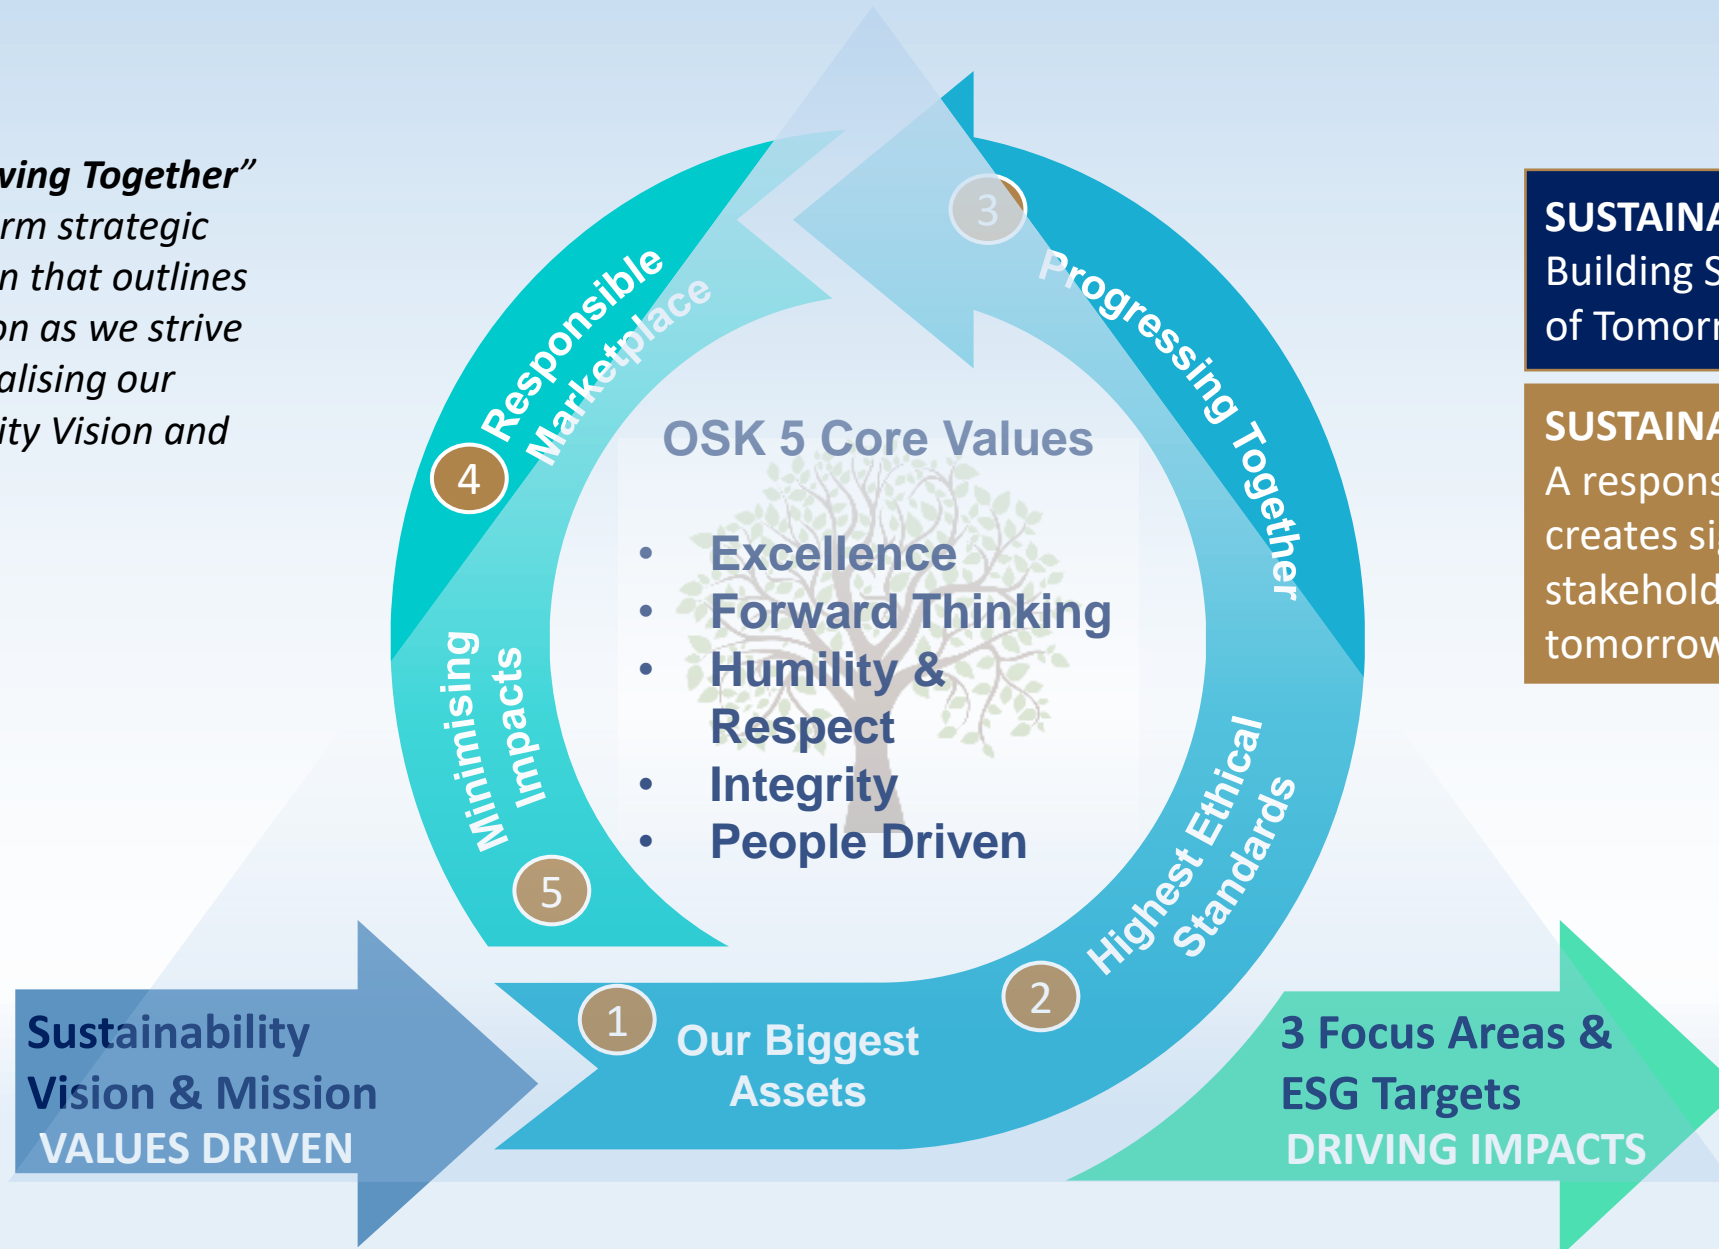 ving Together”
rm strategic
n that outlines
on as we strive
alising our
ity Vision and
3
Progressing Together
4
Responsible
Marketplace
OSK 5 Core Values
• Excellence
• Forward Thinking
• Humility &
Respect
• Integrity
• People Driven
Minimising
Impacts
5
Highest Ethical
Standards
2
1
Our Biggest
Assets
Sustainability
Vision & Mission
VALUES DRIVEN
3 Focus Areas &
ESG Targets
DRIVING IMPACTS
SUSTAINA
Building S
of Tomorr
SUSTAINA
A respons
creates sig
stakehold
tomorrow